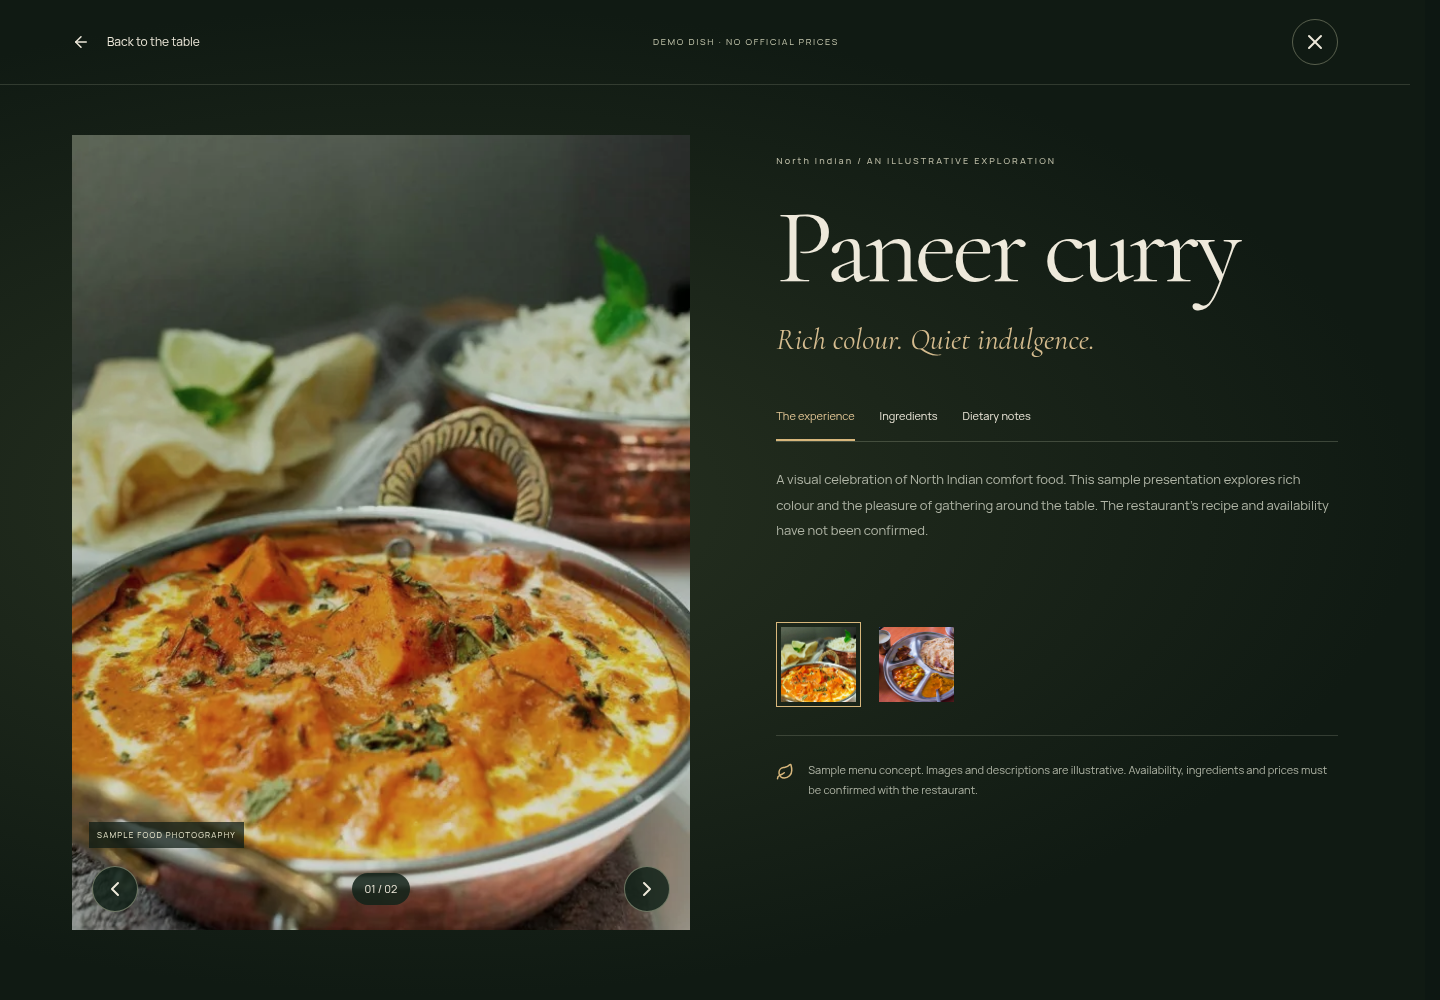 Back to the table
DEMO DISH · NO OFFICIAL PRICES
North Indian / AN ILLUSTRATIVE EXPLORATION
Paneer curry
Rich colour. Quiet indulgence.
The experience
Ingredients
Dietary notes
A visual celebration of North Indian comfort food. This sample presentation explores rich
colour and the pleasure of gathering around the table. The restaurant's recipe and availability
have not been confirmed.
Sample menu concept. Images and descriptions are illustrative. Availability, ingredients and prices must
be confirmed with the restaurant.
SAMPLE FOOD PHOTOGRAPHY
01 / 02